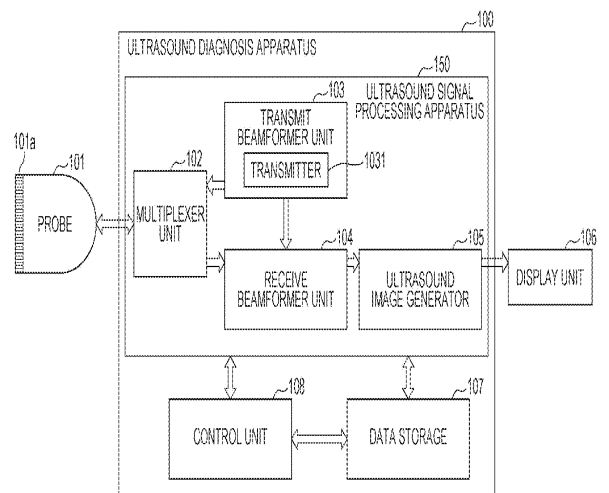 100
ULTRASOUND DIAGNOSIS APPARATUS
150
ULTRASOUND SIGNAL
PROCESSING APPARATUS
103
TRANSMIT
BEAMFORMER UNIT
TRANSMITTER
1031
101a
101
PROBE
102
MULTIPLEXER
UNIT
104
RECEIVE
BEAMFORMER UNIT
105
ULTRASOUND
IMAGE GENERATOR
106
DISPLAY UNIT
108
CONTROL UNIT
107
DATA STORAGE